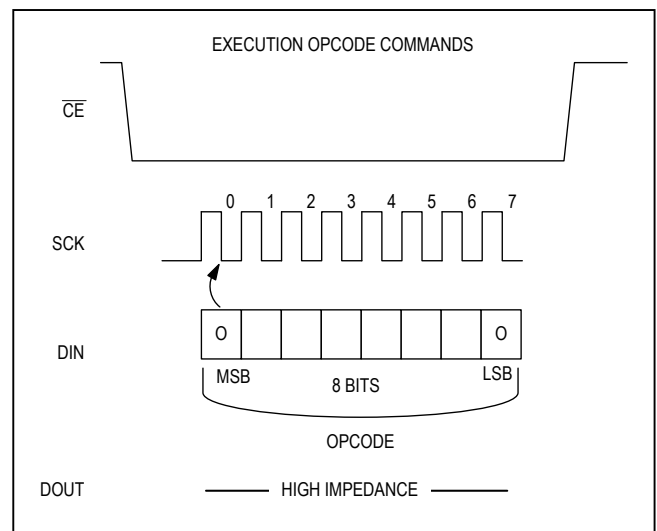 EXECUTION OPCODE COMMANDS
CE
0 1 2 3 4 5 6 7
SCK
DIN
O O
MSB 8 BITS LSB
OPCODE
DOUT HIGH IMPEDANCE